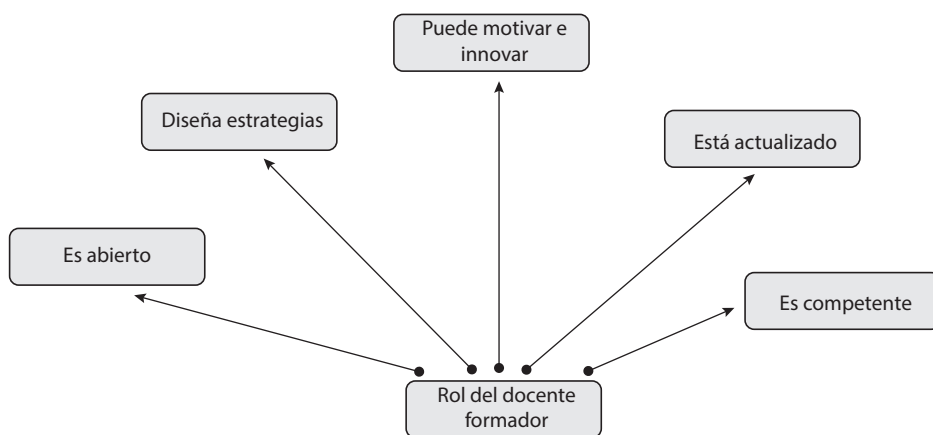 Puede motivar e
innovar
Diseña estrategias
Está actualizado
Es abierto
Es competente
Rol del docente
formador